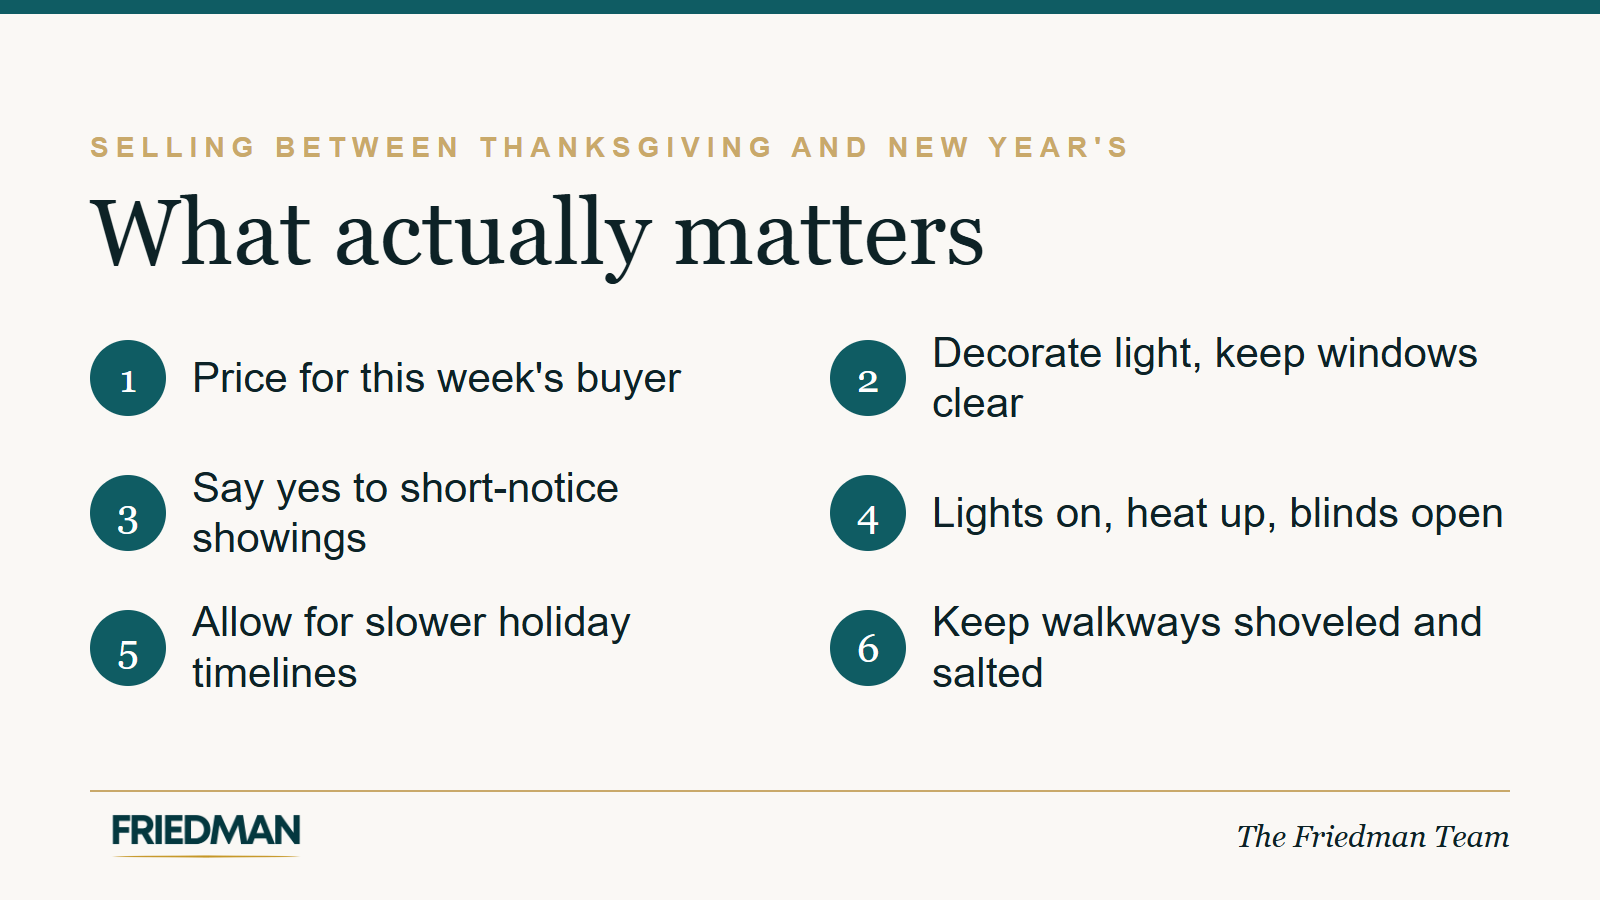 SELLING BETWEEN THANKSGIVING AND NEW YEAR'S
What actually matters
1 Price for this week's buyer
2 Decorate light, keep windows
clear
3 Say yes to short-notice
showings
4 Lights on, heat up, blinds open
5 Allow for slower holiday
timelines
6 Keep walkways shoveled and
salted
FRIEDMAN
The Friedman Team